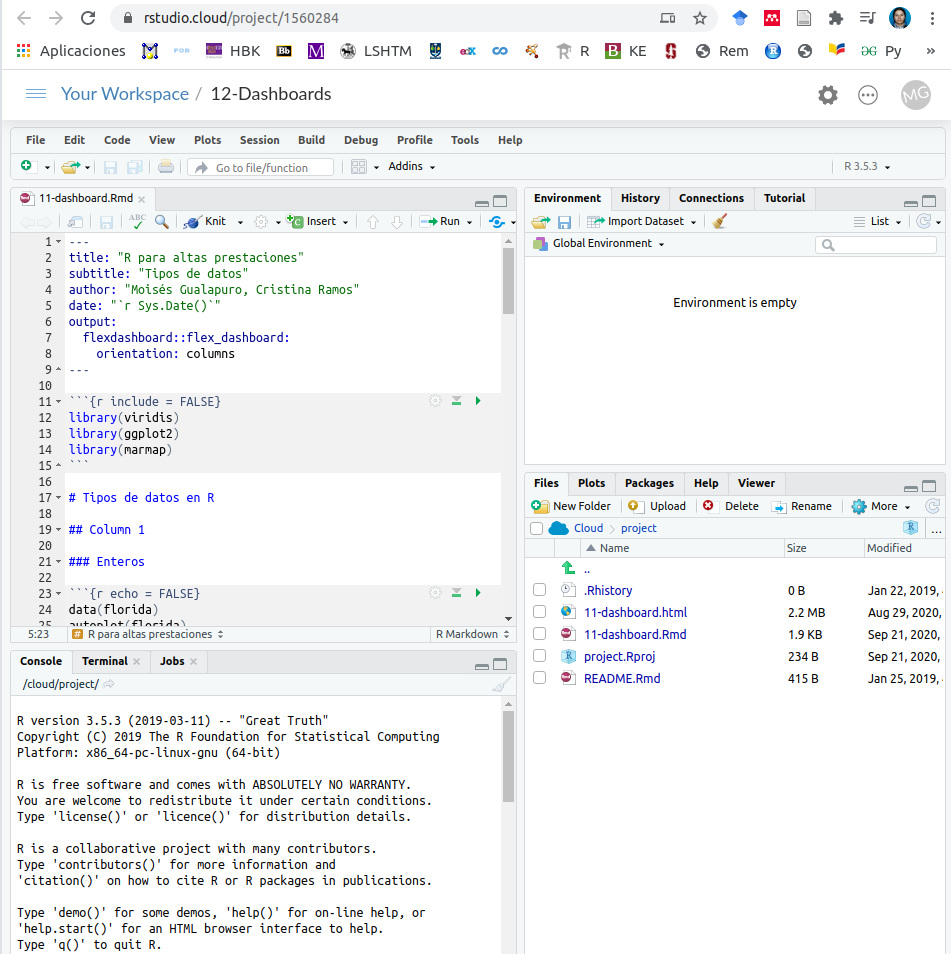 rstudio.cloud/project/1560284
Aplicaciones FOR HBK Bb M LSHTM edX R B KE Rem R Py »
Your Workspace / 12-Dashboards MG
File Edit Code View Plots Session Build Debug Profile Tools Help
Go to file/function Addins R 3.5.3
11-dashboard.Rmd
ABC Knit Insert Run
1 ---
2 title: "R para altas prestaciones"
3 subtitle: "Tipos de datos"
4 author: "Moisés Gualapuro, Cristina Ramos"
5 date: "`r Sys.Date()`"
6 output:
7 flexdashboard::flex_dashboard:
8 orientation: columns
9 ---
10
11 ```{r include = FALSE}
12 library(viridis)
13 library(ggplot2)
14 library(marmap)
15 ```
16
17 # Tipos de datos en R
18
19 ## Column 1
20
21 ### Enteros
22
23 ```{r echo = FALSE}
24 data(florida)
25 autoplot(florida)
5:23 # R para altas prestaciones R Markdown
Console Terminal Jobs
/cloud/project/
R version 3.5.3 (2019-03-11) -- "Great Truth"
Copyright (C) 2019 The R Foundation for Statistical Computing
Platform: x86_64-pc-linux-gnu (64-bit)
R is free software and comes with ABSOLUTELY NO WARRANTY.
You are welcome to redistribute it under certain conditions.
Type 'license()' or 'licence()' for distribution details.
R is a collaborative project with many contributors.
Type 'contributors()' for more information and
'citation()' on how to cite R or R packages in publications.
Type 'demo()' for some demos, 'help()' for on-line help, or
'help.start()' for an HTML browser interface to help.
Type 'q()' to quit R.
Environment History Connections Tutorial
Import Dataset List
Global Environment
Environment is empty
Files Plots Packages Help Viewer
New Folder Upload Delete Rename More
Cloud project R ...
Name Size Modified
..
.Rhistory 0 B Jan 22, 2019,
11-dashboard.html 2.2 MB Aug 29, 2020,
11-dashboard.Rmd 1.9 KB Sep 21, 2020,
project.Rproj 234 B Sep 21, 2020,
README.Rmd 415 B Jan 25, 2019,